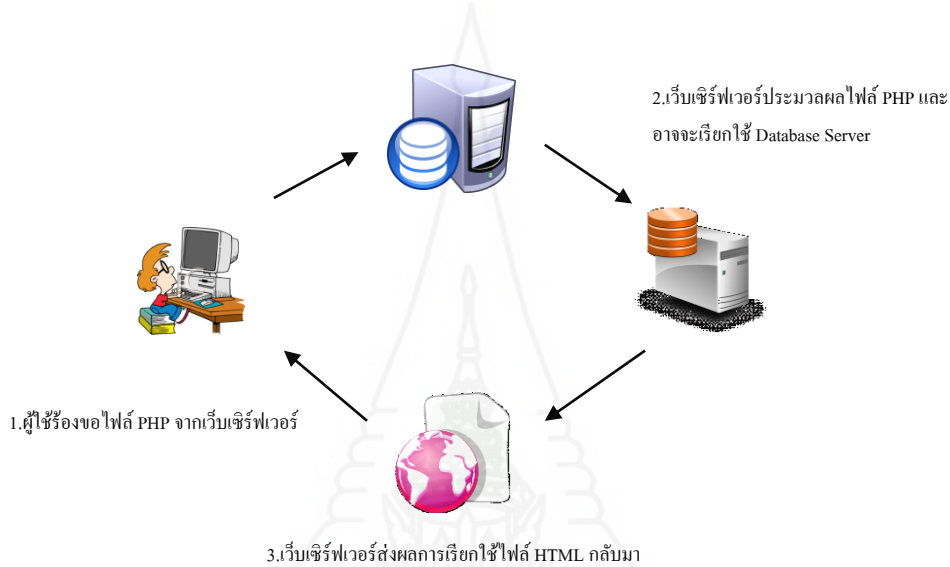 2.เว็บเซิร์ฟเวอร์ประมวลผลไฟล์ PHP และ
อาจจะเรียกใช้ Database Server
1.ผู้ใช้ร้องขอไฟล์ PHP จากเว็บเซิร์ฟเวอร์
3.เว็บเซิร์ฟเวอร์ส่งผลการเรียกใช้ไฟล์ HTML กลับมา